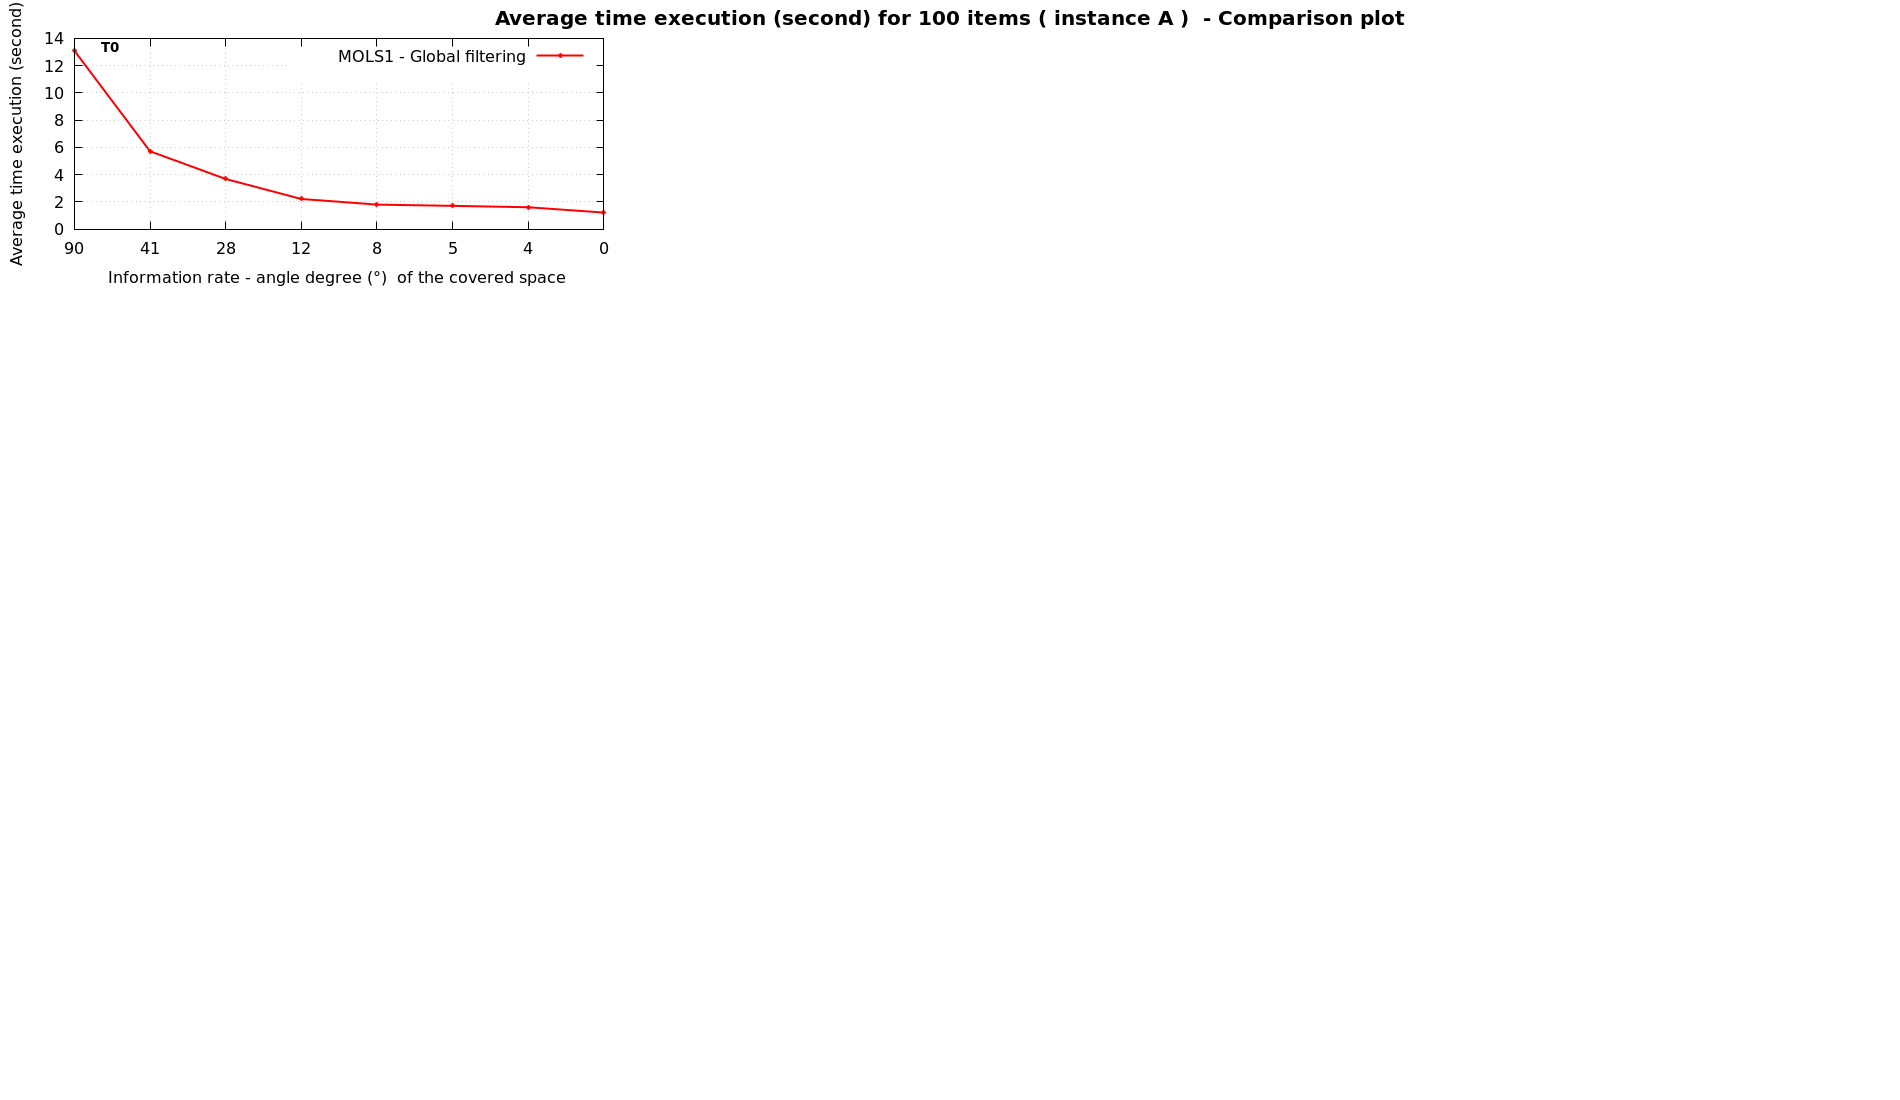 Average time execution (second) for 100 items ( instance A )  - Comparison plot
Average time execution (second)
14
12
10
8
6
4
2
0
T0
MOLS1 - Global filtering
90 41 28 12 8 5 4 0
Information rate - angle degree (°)  of the covered space